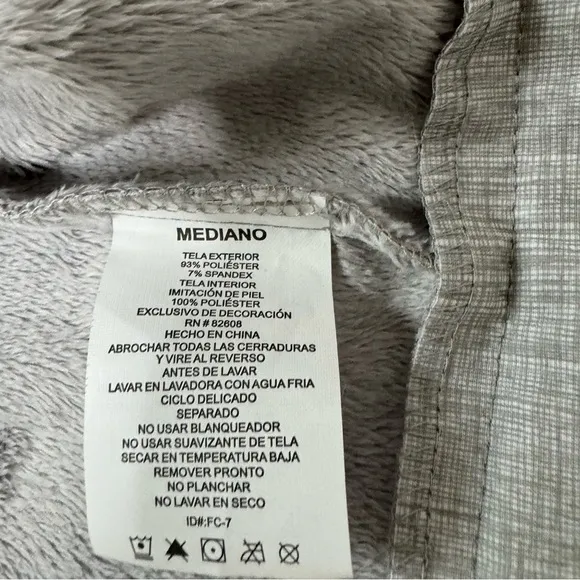 MEDIANO
TELA EXTERIOR
93% POLIÉSTER
7% SPANDEX
TELA INTERIOR
IMITACIÓN DE PIEL
100% POLIÉSTER
EXCLUSIVO DE DECORACIÓN
RN # 82608
HECHO EN CHINA
ABROCHAR TODAS LAS CERRADURAS
Y VIRE AL REVERSO
ANTES DE LAVAR
LAVAR EN LAVADORA CON AGUA FRIA
CICLO DELICADO
SEPARADO
NO USAR BLANQUEADOR
NO USAR SUAVIZANTE DE TELA
SECAR EN TEMPERATURA BAJA
REMOVER PRONTO
NO PLANCHAR
NO LAVAR EN SECO
ID#:FC-7